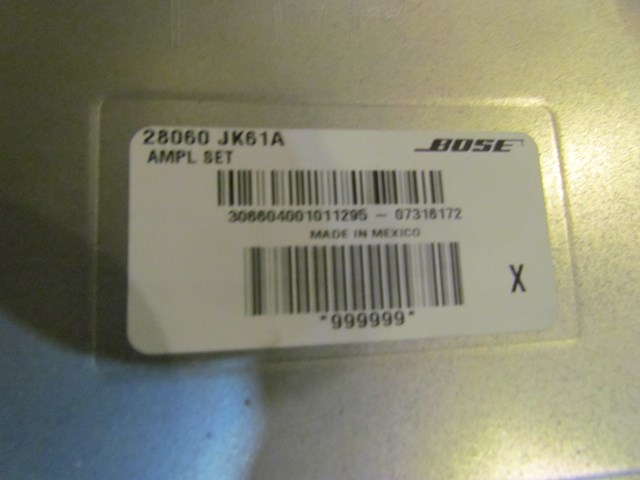 28060 JK61A BOSE
AMPL SET
306604001011295 - 07316172
MADE IN MEXICO
X
*999999*